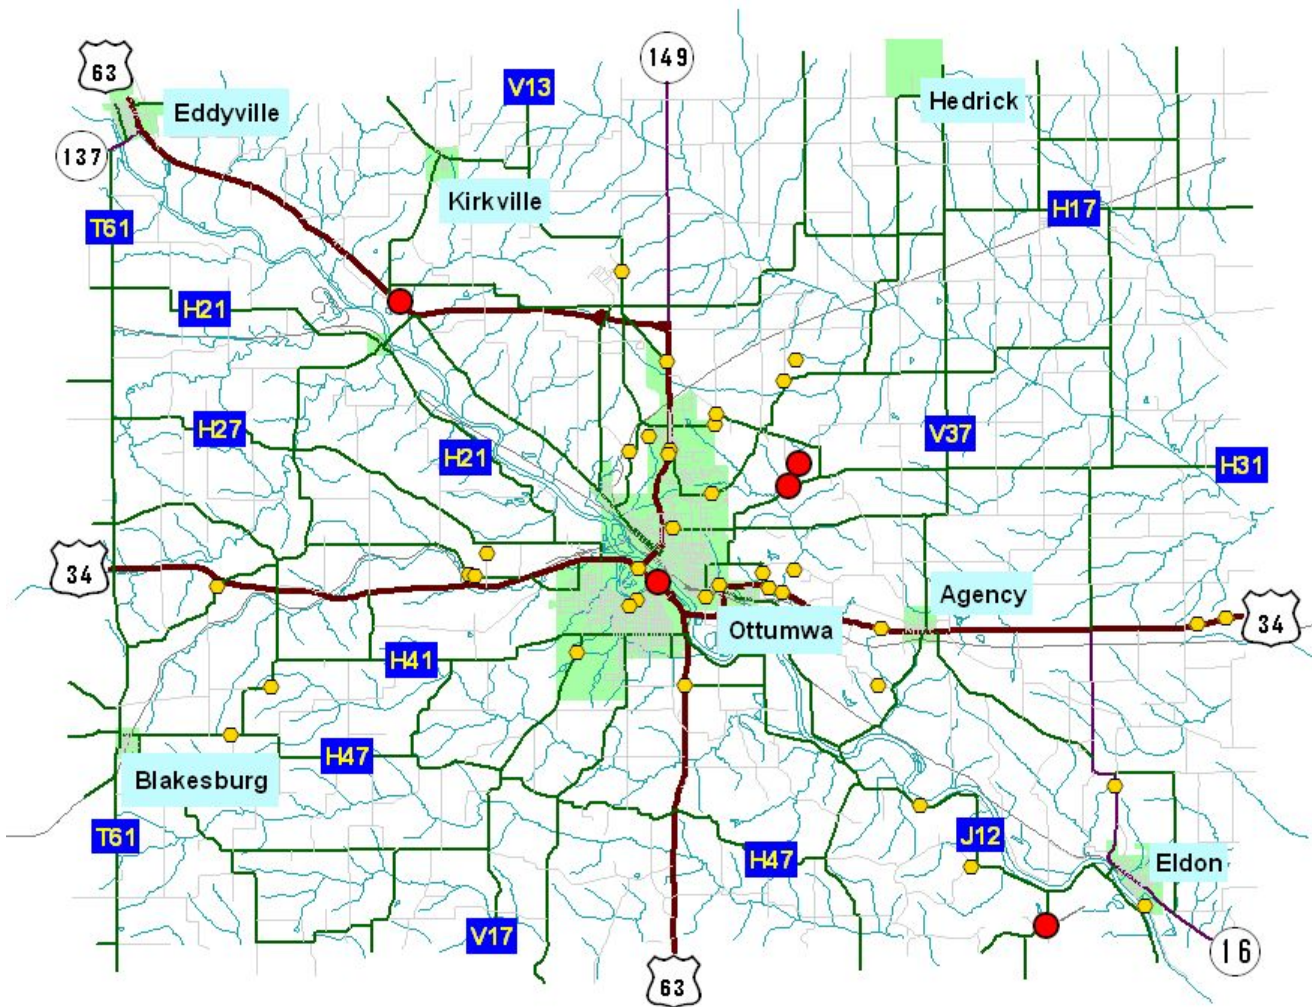 149
63
V13
Eddyville
Hedrick
137
Kirkville
H17
T61
H21
H27
V37
H21
H31
34
Agency
34
Ottumwa
H41
H47
Blakesburg
T61
J12
H47
Eldon
V17
16
63